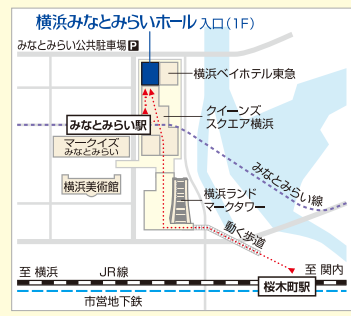 横浜みなとみらいホール 入口(1F)
みなとみらい公共駐車場 P
横浜ベイホテル東急
クイーンズ
スクエア横浜
みなとみらい駅
マークイズ
みなとみらい
みなとみらい線
横浜美術館
横浜ランド
マークタワー
動く歩道
至 横浜
JR線
至 関内
桜木町駅
市営地下鉄